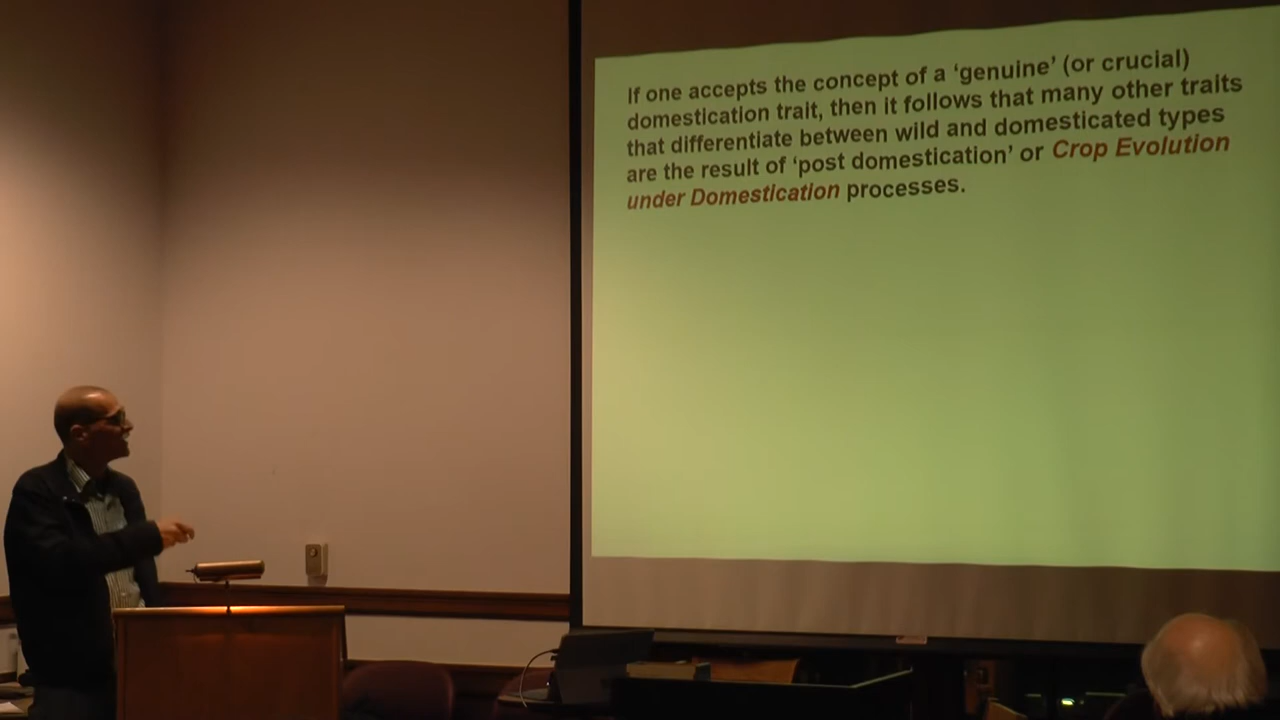 If one accepts the concept of a ‘genuine’ (or crucial)
domestication trait, then it follows that many other traits
that differentiate between wild and domesticated types
are the result of ‘post domestication’ or Crop Evolution
under Domestication processes.